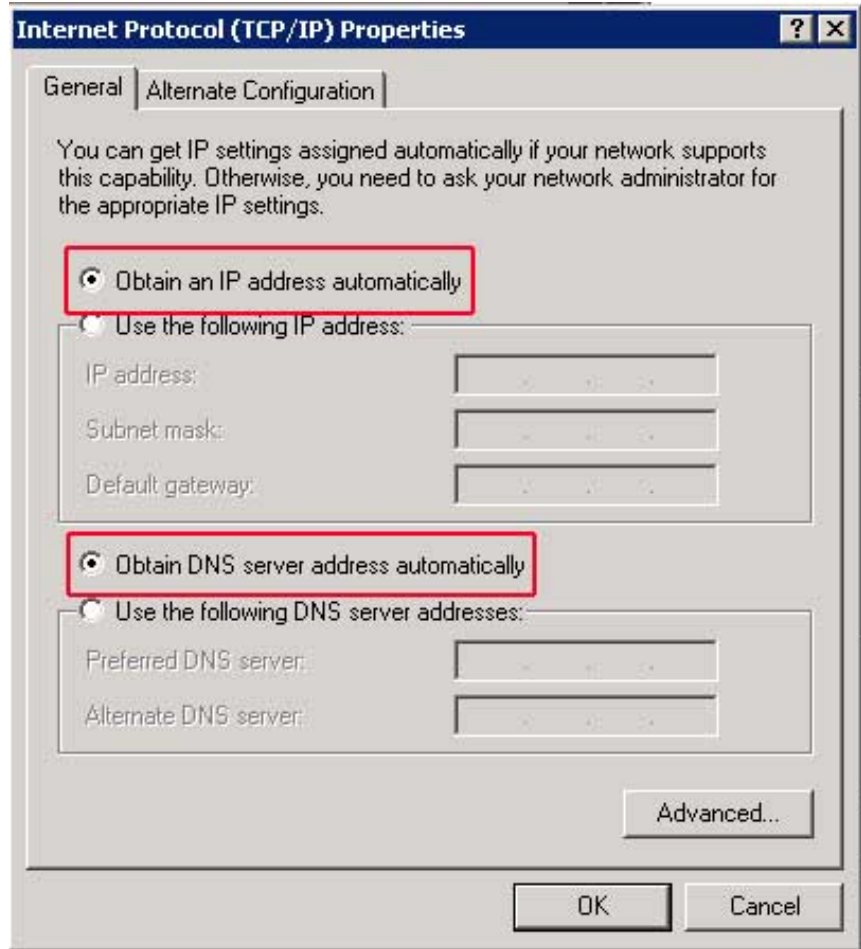 Internet Protocol (TCP/IP) Properties
General
Alternate Configuration
You can get IP settings assigned automatically if your network supports
this capability. Otherwise, you need to ask your network administrator for
the appropriate IP settings.
Obtain an IP address automatically
Use the following IP address:
IP address:
Subnet mask:
Default gateway:
Obtain DNS server address automatically
Use the following DNS server addresses:
Preferred DNS server:
Alternate DNS server:
Advanced...
OK
Cancel